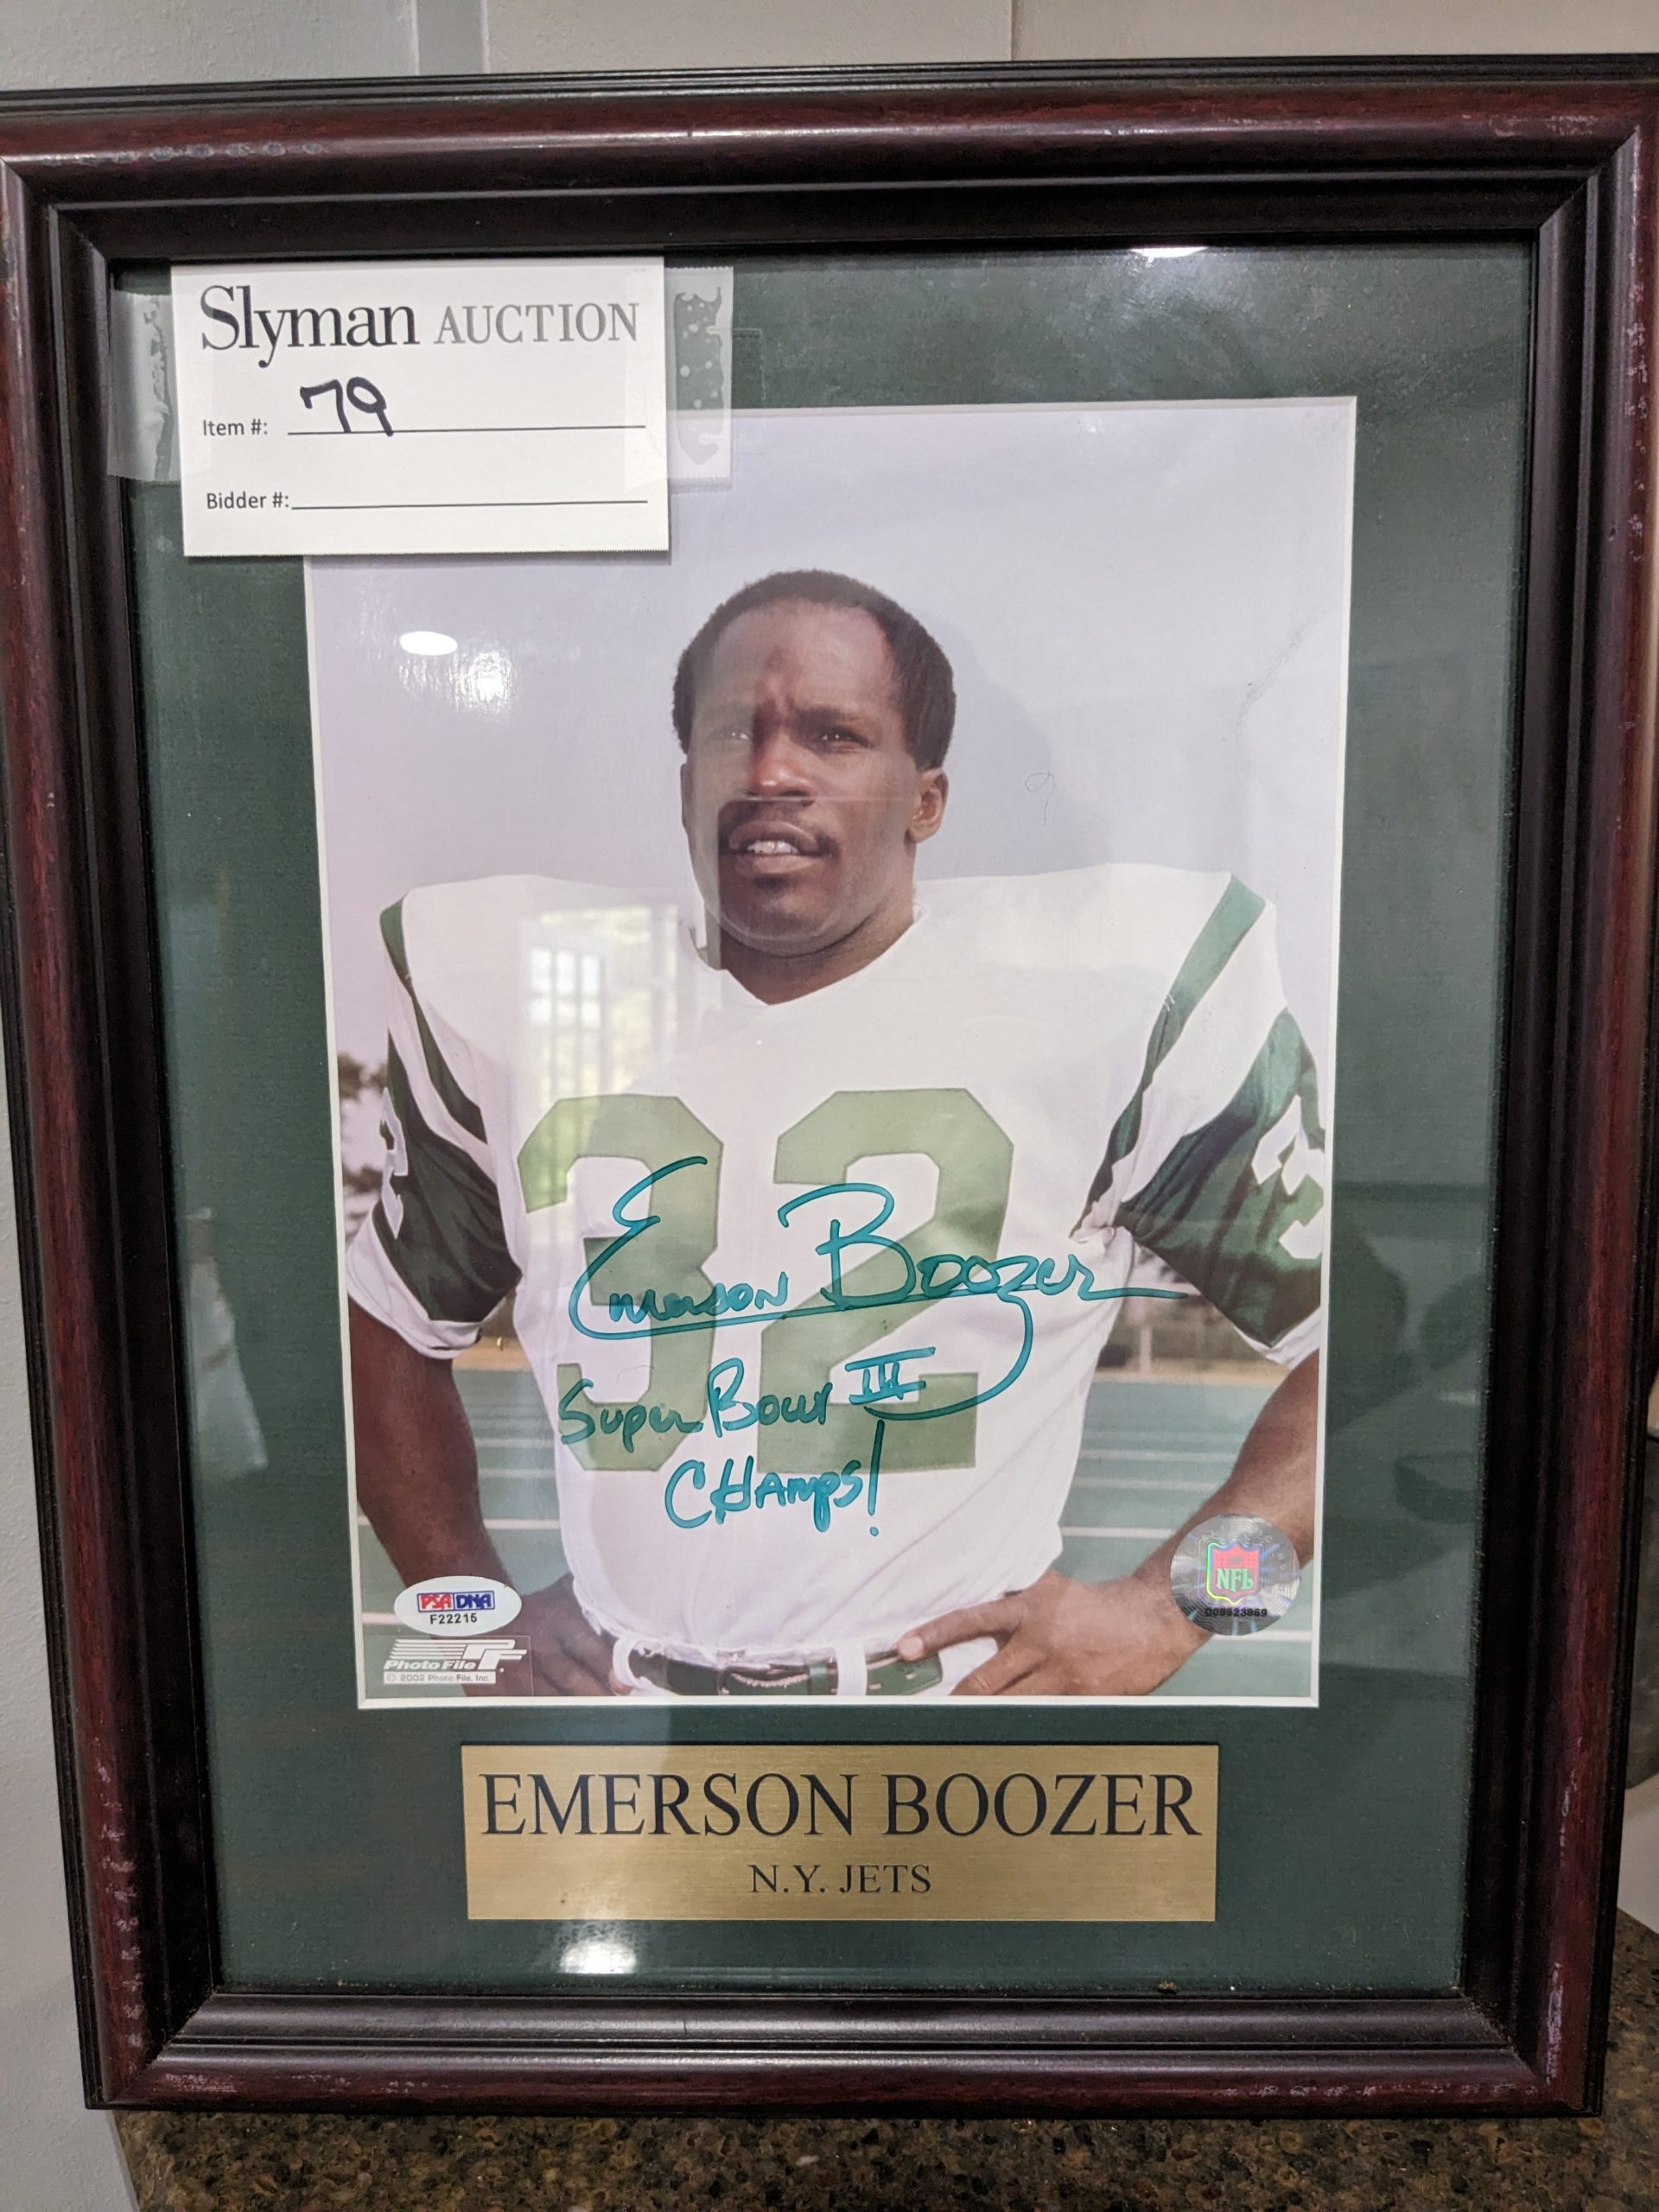 Slyman AUCTION
Item #: 79
Bidder #:
32
Emerson Boozer
Super Bowl III
CHAMPS!
NFL
PSA DNA
F22215
Photo File
© 2002 Photo File, Inc.
EMERSON BOOZER
N.Y. JETS